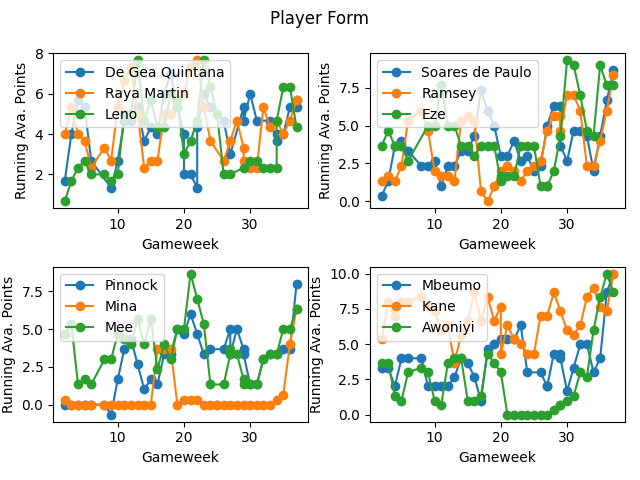 Player Form
Running Ava. Points
8
6
4
2
De Gea Quintana
Raya Martin
Leno
10 20 30
Gameweek
Running Ava. Points
7.5
5.0
2.5
0.0
Soares de Paulo
Ramsey
Eze
10 20 30
Gameweek
Running Ava. Points
7.5
5.0
2.5
0.0
Pinnock
Mina
Mee
10 20 30
Gameweek
Running Ava. Points
10.0
7.5
5.0
2.5
0.0
Mbeumo
Kane
Awoniyi
10 20 30
Gameweek